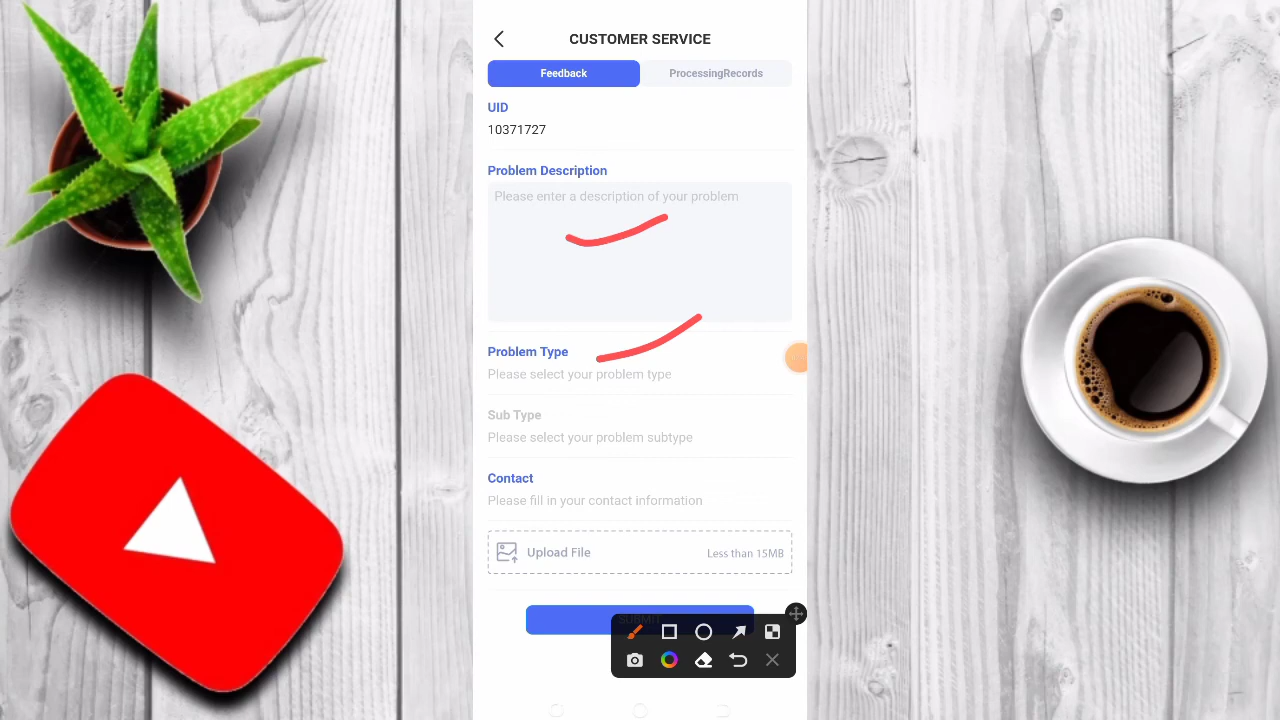 CUSTOMER SERVICE
Feedback
ProcessingRecords
UID
10371727
Problem Description
Please enter a description of your problem
Problem Type
Please select your problem type
Sub Type
Please select your problem subtype
Contact
Please fill in your contact information
Upload File
Less than 15MB
SUBMIT